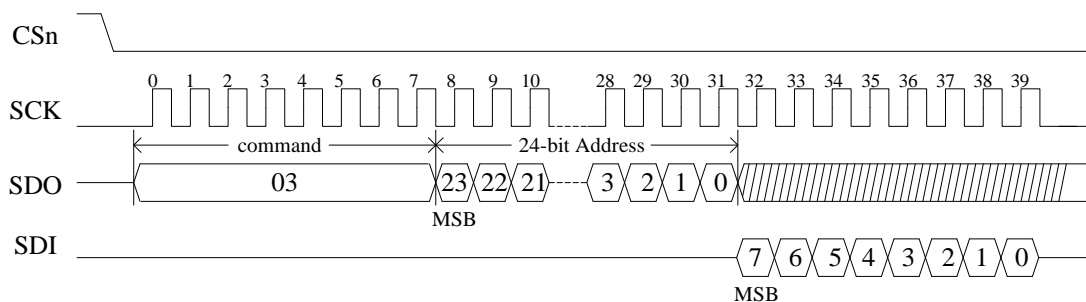 CSn
0 1 2 3 4 5 6 7 8 9 10 28 29 30 31 32 33 34 35 36 37 38 39
SCK
command 24-bit Address
SDO 03 23 22 21 3 2 1 0
MSB
SDI 7 6 5 4 3 2 1 0
MSB